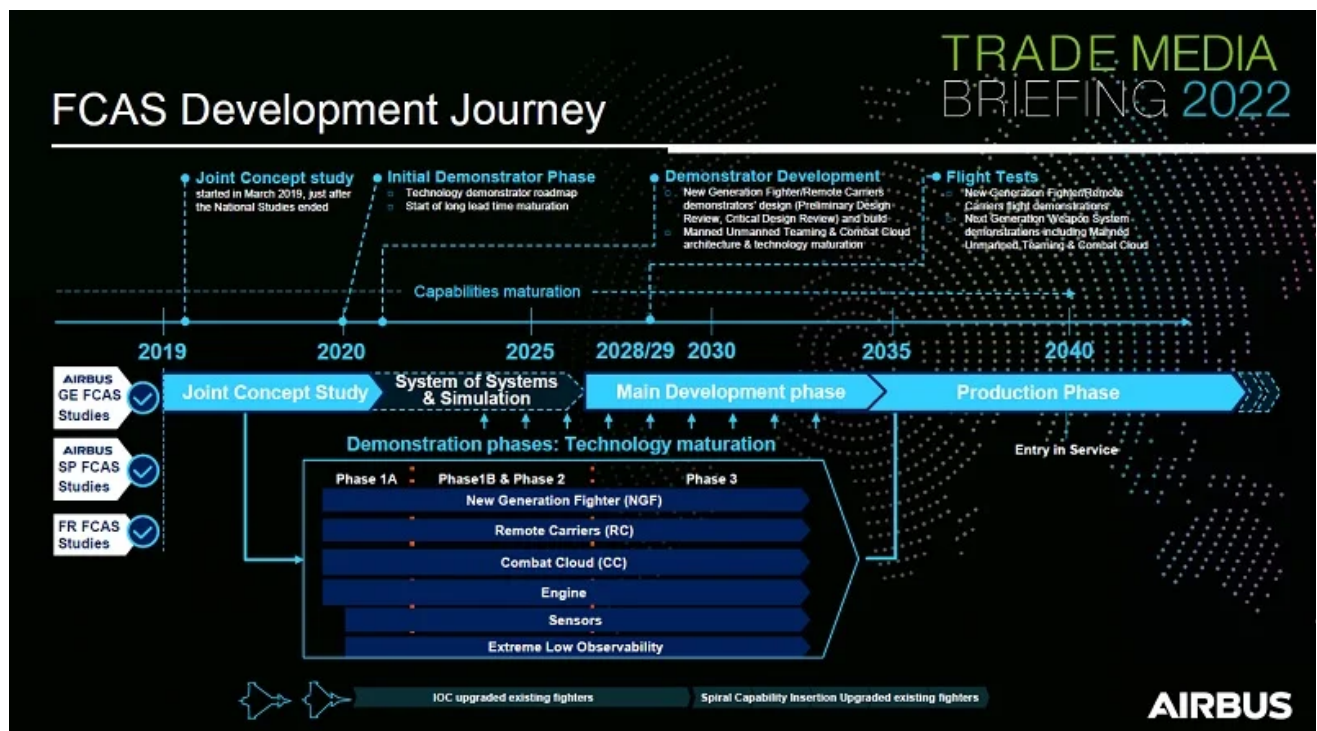 TRADE MEDIA
BRIEFING 2022
FCAS Development Journey
Joint Concept study
started in March 2019, just after
the National Studies ended
Initial Demonstrator Phase
Technology demonstrator roadmap
Start of long lead time maturation
Demonstrator Development
New Generation Fighter/Remote Carriers
demonstrators' design (Preliminary Design
Review, Critical Design Review) and build
Manned Unmanned Teaming & Combat Cloud
architecture & technology maturation
Flight Tests
New Generation Fighter/Remote
Carriers flight demonstrations
Next Generation Weapon System
demonstrations including Manned
Unmanned Teaming & Combat Cloud
Capabilities maturation
2019
2020
2025
2028/29
2030
2035
2040
AIRBUS
GE FCAS
Studies
AIRBUS
SP FCAS
Studies
FR FCAS
Studies
Joint Concept Study
System of Systems
& Simulation
Main Development phase
Production Phase
Entry in Service
Demonstration phases: Technology maturation
Phase 1A
Phase1B & Phase 2
Phase 3
New Generation Fighter (NGF)
Remote Carriers (RC)
Combat Cloud (CC)
Engine
Sensors
Extreme Low Observability
IOC upgraded existing fighters
Spiral Capability Insertion Upgraded existing fighters
AIRBUS